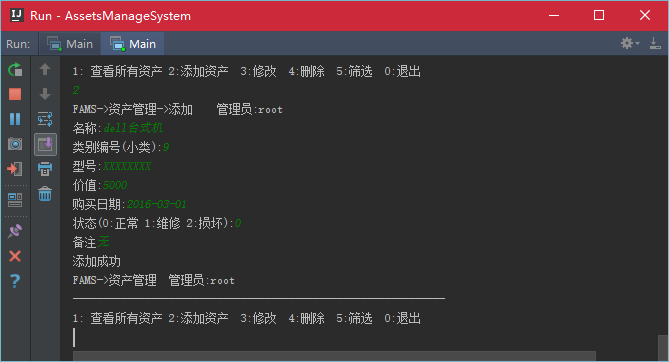 Run - AssetsManageSystem
Run: Main Main
1: 查看所有资产 2:添加资产 3:修改 4:删除 5:筛选 0:退出
2
FAMS->资产管理->添加 管理员:root
名称:dell台式机
类别编号(小类):9
型号:XXXXXXXX
价值:5000
购买日期:2016-03-01
状态(0:正常 1:维修 2:损坏):0
备注无
添加成功
FAMS->资产管理 管理员:root
1: 查看所有资产 2:添加资产 3:修改 4:删除 5:筛选 0:退出